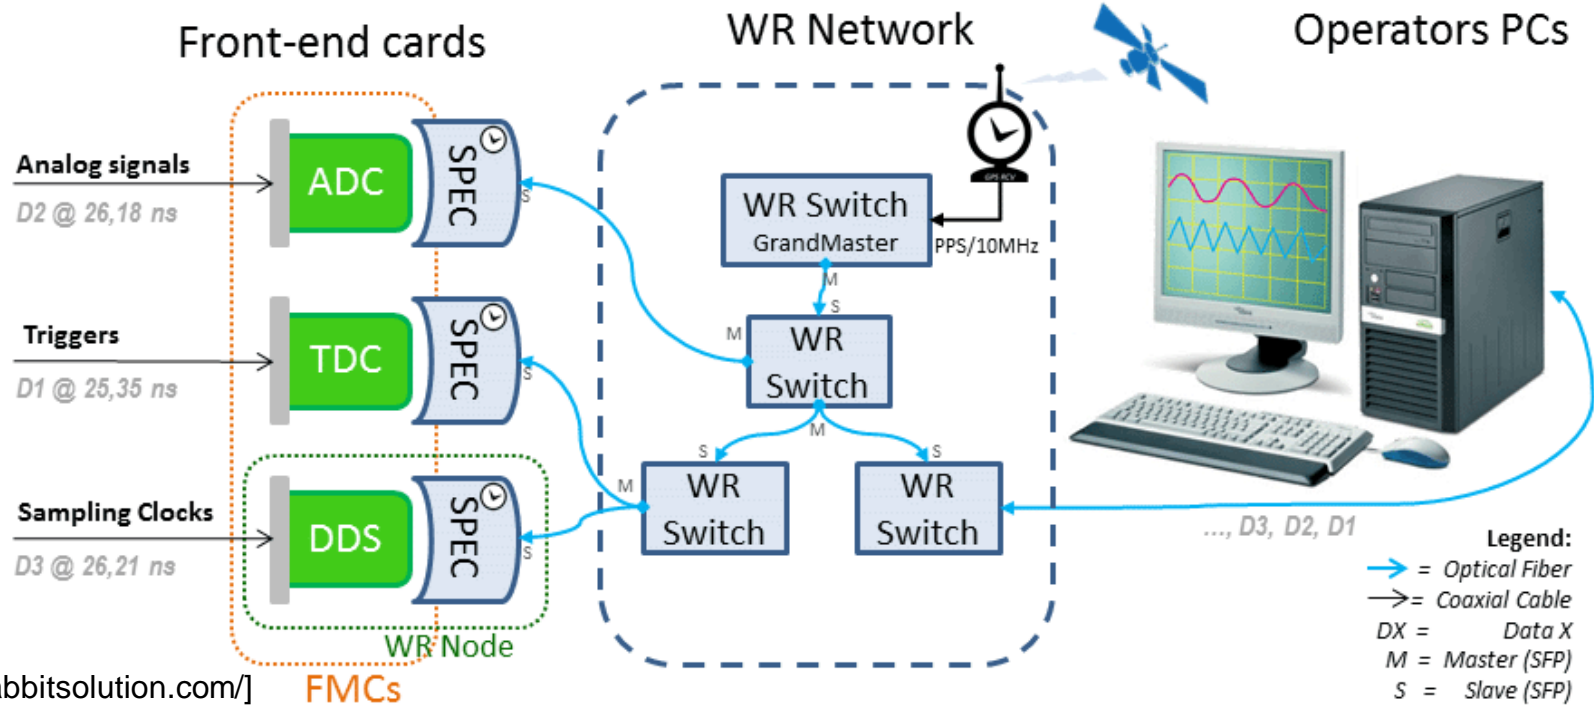 Front-end cards
WR Network
Operators PCs
Analog signals
D2 @ 26,18 ns
ADC
SPEC
S
GPS RCV
WR Switch
GrandMaster
PPS/10MHz
M
S
Triggers
D1 @ 25,35 ns
TDC
SPEC
S
M
WR
Switch
M
S
S
Sampling Clocks
D3 @ 26,21 ns
DDS
SPEC
S
M
WR
Switch
WR
Switch
..., D3, D2, D1
WR Node
FMCs
abbitsolution.com/]
Legend:
= Optical Fiber
= Coaxial Cable
DX = Data X
M = Master (SFP)
S = Slave (SFP)